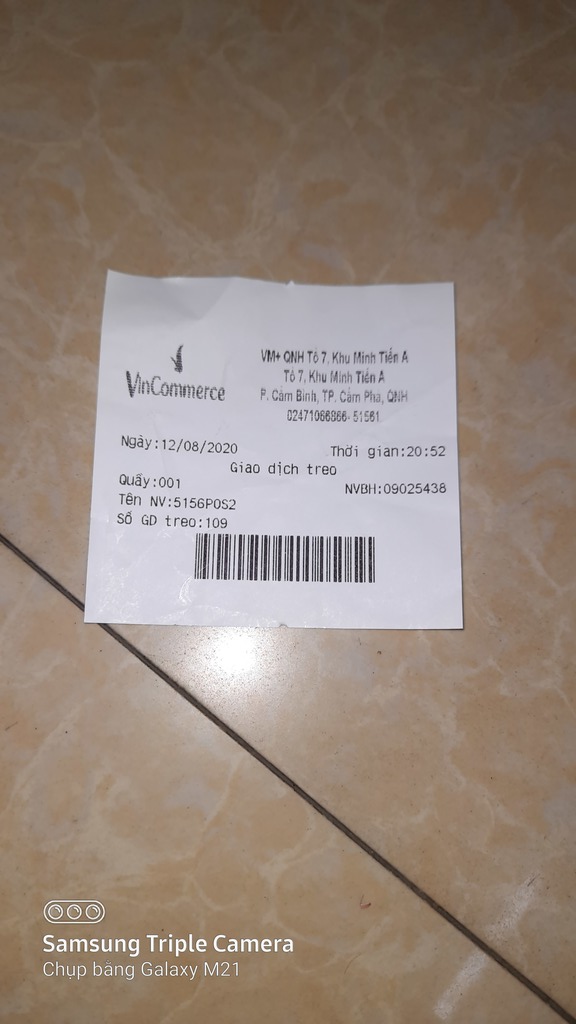 VinCommerce
VM+ QNH Tổ 7, Khu Minh Tiến A
Tổ 7, Khu Minh Tiến A
P. Cẩm Bình, TP. Cẩm Phả, QNH
02471066866- 51561
Ngày:12/08/2020
Thời gian:20:52
Giao dịch treo
Quầy:001
NVBH:09025438
Tên NV:5156POS2
Số GD treo:109
Samsung Triple Camera
Chụp bằng Galaxy M21